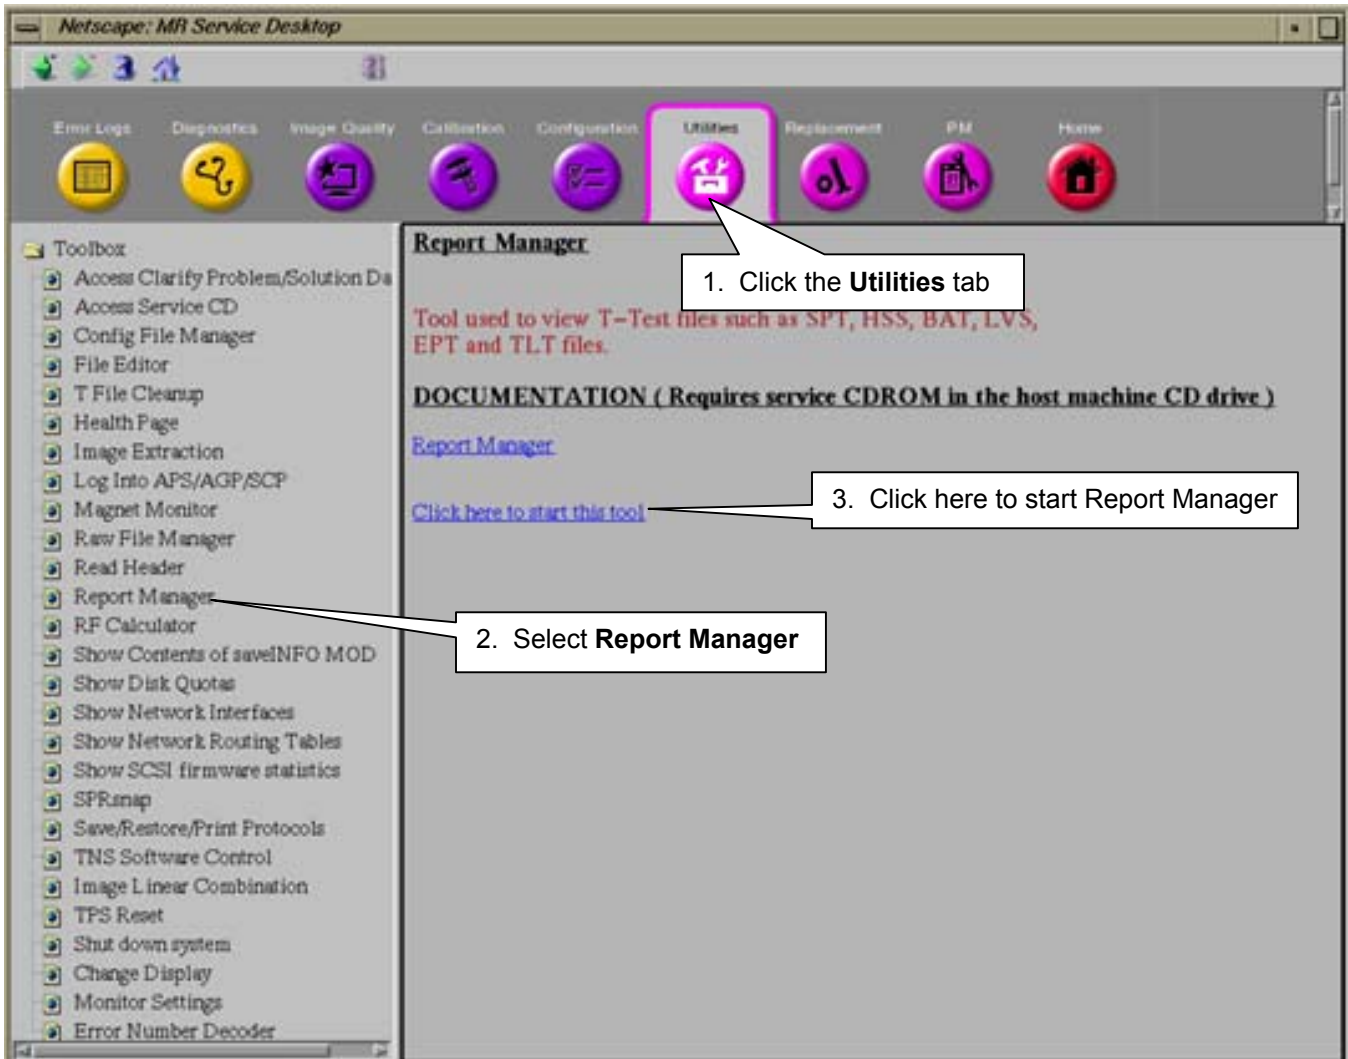 Netscape: MR Service Desktop
Error Logs
Diagnostics
Image Quality
Calibration
Configuration
Utilities
Replacement
PM
Home
Toolbox
Access Clarify Problem/Solution Da
Access Service CD
Config File Manager
File Editor
T File Cleanup
Health Page
Image Extraction
Log Into APS/AGP/SCP
Magnet Monitor
Raw File Manager
Read Header
Report Manager
RF Calculator
Show Contents of saveINFO MOD
Show Disk Quotas
Show Network Interfaces
Show Network Routing Tables
Show SCSI firmware statistics
SPRsnap
Save/Restore/Print Protocols
TNS Software Control
Image Linear Combination
TPS Reset
Shut down system
Change Display
Monitor Settings
Error Number Decoder
Report Manager
1. Click the Utilities tab
Tool used to view T-Test files such as SPT, HSS, BAT, LVS,
EPT and TLT files.
DOCUMENTATION ( Requires service CDROM in the host machine CD drive )
Report Manager
Click here to start this tool
3. Click here to start Report Manager
2. Select Report Manager